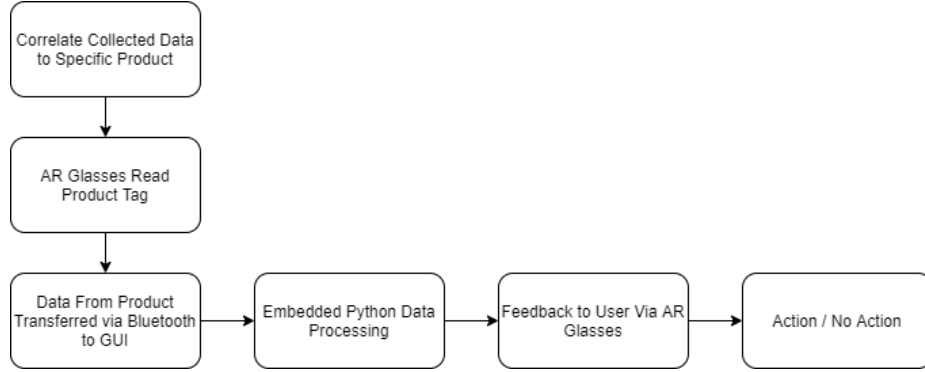 Correlate Collected Data
to Specific Product
AR Glasses Read
Product Tag
Data From Product
Transferred via Bluetooth
to GUI
Embedded Python Data
Processing
Feedback to User Via AR
Glasses
Action / No Action